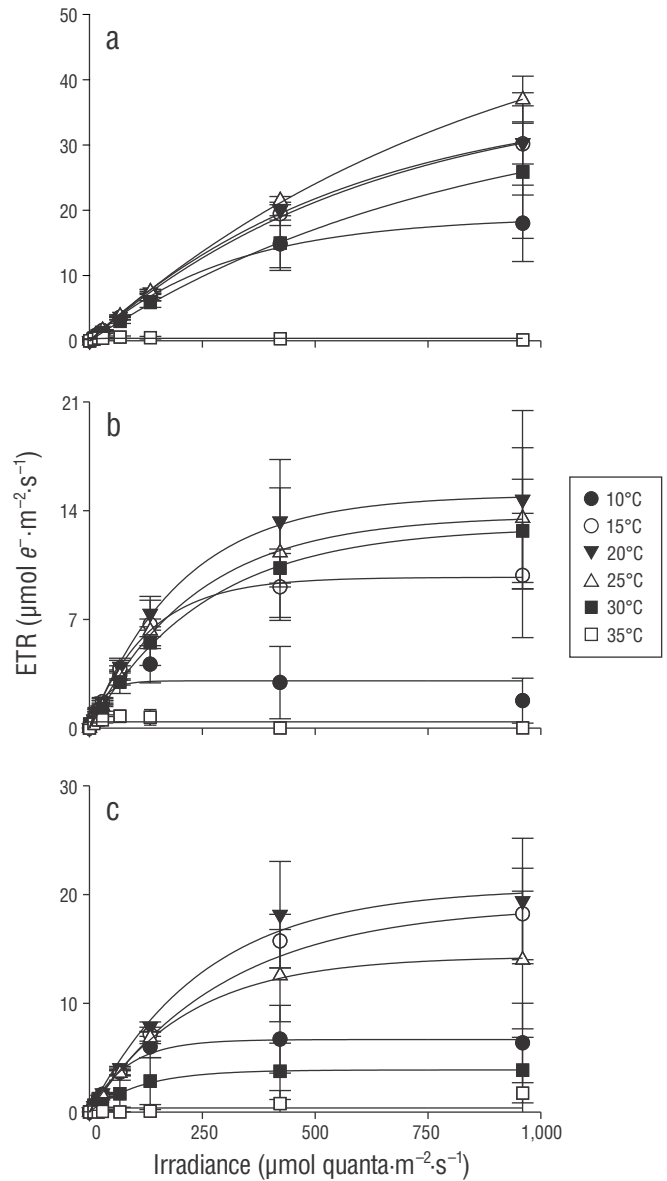 50
40
30
20
10
0
a
21
14
7
0
b
ETR (µmol e⁻·m⁻²·s⁻¹)
10°C
15°C
20°C
25°C
30°C
35°C
30
20
10
0
c
0
250
500
750
1,000
Irradiance (µmol quanta·m⁻²·s⁻¹)